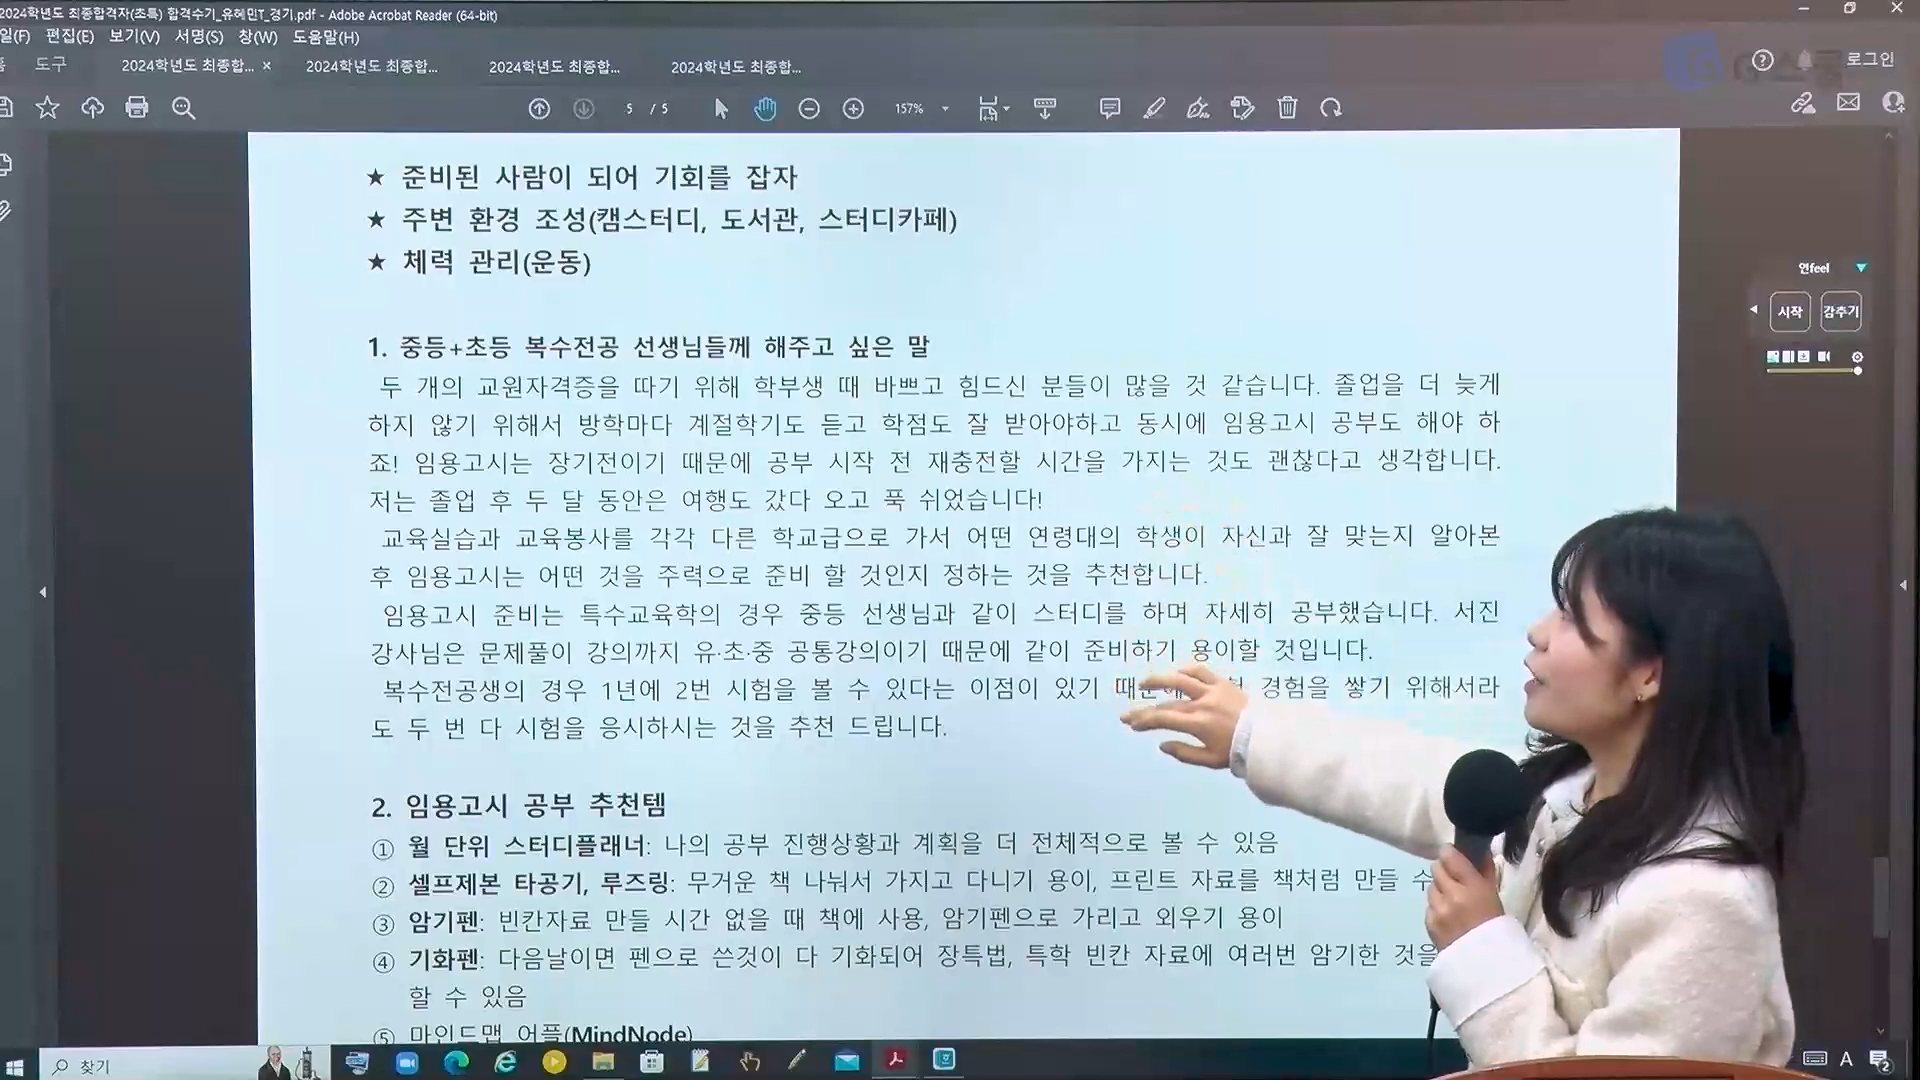 2024학년도 최종합격자(초특) 합격수기_유혜민T_경기.pdf - Adobe Acrobat Reader (64-bit)
일(F) 편집(E) 보기(V) 서명(S) 창(W) 도움말(H)
홈 도구 2024학년도 최종합... × 2024학년도 최종합... 2024학년도 최종합... 2024학년도 최종합... 로그인
5 / 5 157%
★ 준비된 사람이 되어 기회를 잡자
★ 주변 환경 조성(캠스터디, 도서관, 스터디카페)
★ 체력 관리(운동)
인feel
시작 감추기
1. 중등+초등 복수전공 선생님들께 해주고 싶은 말
두 개의 교원자격증을 따기 위해 학부생 때 바쁘고 힘드신 분들이 많을 것 같습니다. 졸업을 더 늦게
하지 않기 위해서 방학마다 계절학기도 듣고 학점도 잘 받아야하고 동시에 임용고시 공부도 해야 하
죠! 임용고시는 장기전이기 때문에 공부 시작 전 재충전할 시간을 가지는 것도 괜찮다고 생각합니다.
저는 졸업 후 두 달 동안은 여행도 갔다 오고 푹 쉬었습니다!
교육실습과 교육봉사를 각각 다른 학교급으로 가서 어떤 연령대의 학생이 자신과 잘 맞는지 알아본
후 임용고시는 어떤 것을 주력으로 준비 할 것인지 정하는 것을 추천합니다.
임용고시 준비는 특수교육학의 경우 중등 선생님과 같이 스터디를 하며 자세히 공부했습니다. 서진
강사님은 문제풀이 강의까지 유·초·중 공통강의이기 때문에 같이 준비하기 용이할 것입니다.
복수전공생의 경우 1년에 2번 시험을 볼 수 있다는 이점이 있기 때문에 경험을 쌓기 위해서라
도 두 번 다 시험을 응시하시는 것을 추천 드립니다.
2. 임용고시 공부 추천템
① 월 단위 스터디플래너: 나의 공부 진행상황과 계획을 더 전체적으로 볼 수 있음
② 셀프제본 타공기, 루즈링: 무거운 책 나눠서 가지고 다니기 용이, 프린트 자료를 책처럼 만들 수
③ 암기펜: 빈칸자료 만들 시간 없을 때 책에 사용, 암기펜으로 가리고 외우기 용이
④ 기화펜: 다음날이면 펜으로 쓴것이 다 기화되어 장특법, 특학 빈칸 자료에 여러번 암기한 것을
할 수 있음
⑤ 마인드맵 어플(MindNode)
찾기
A
2